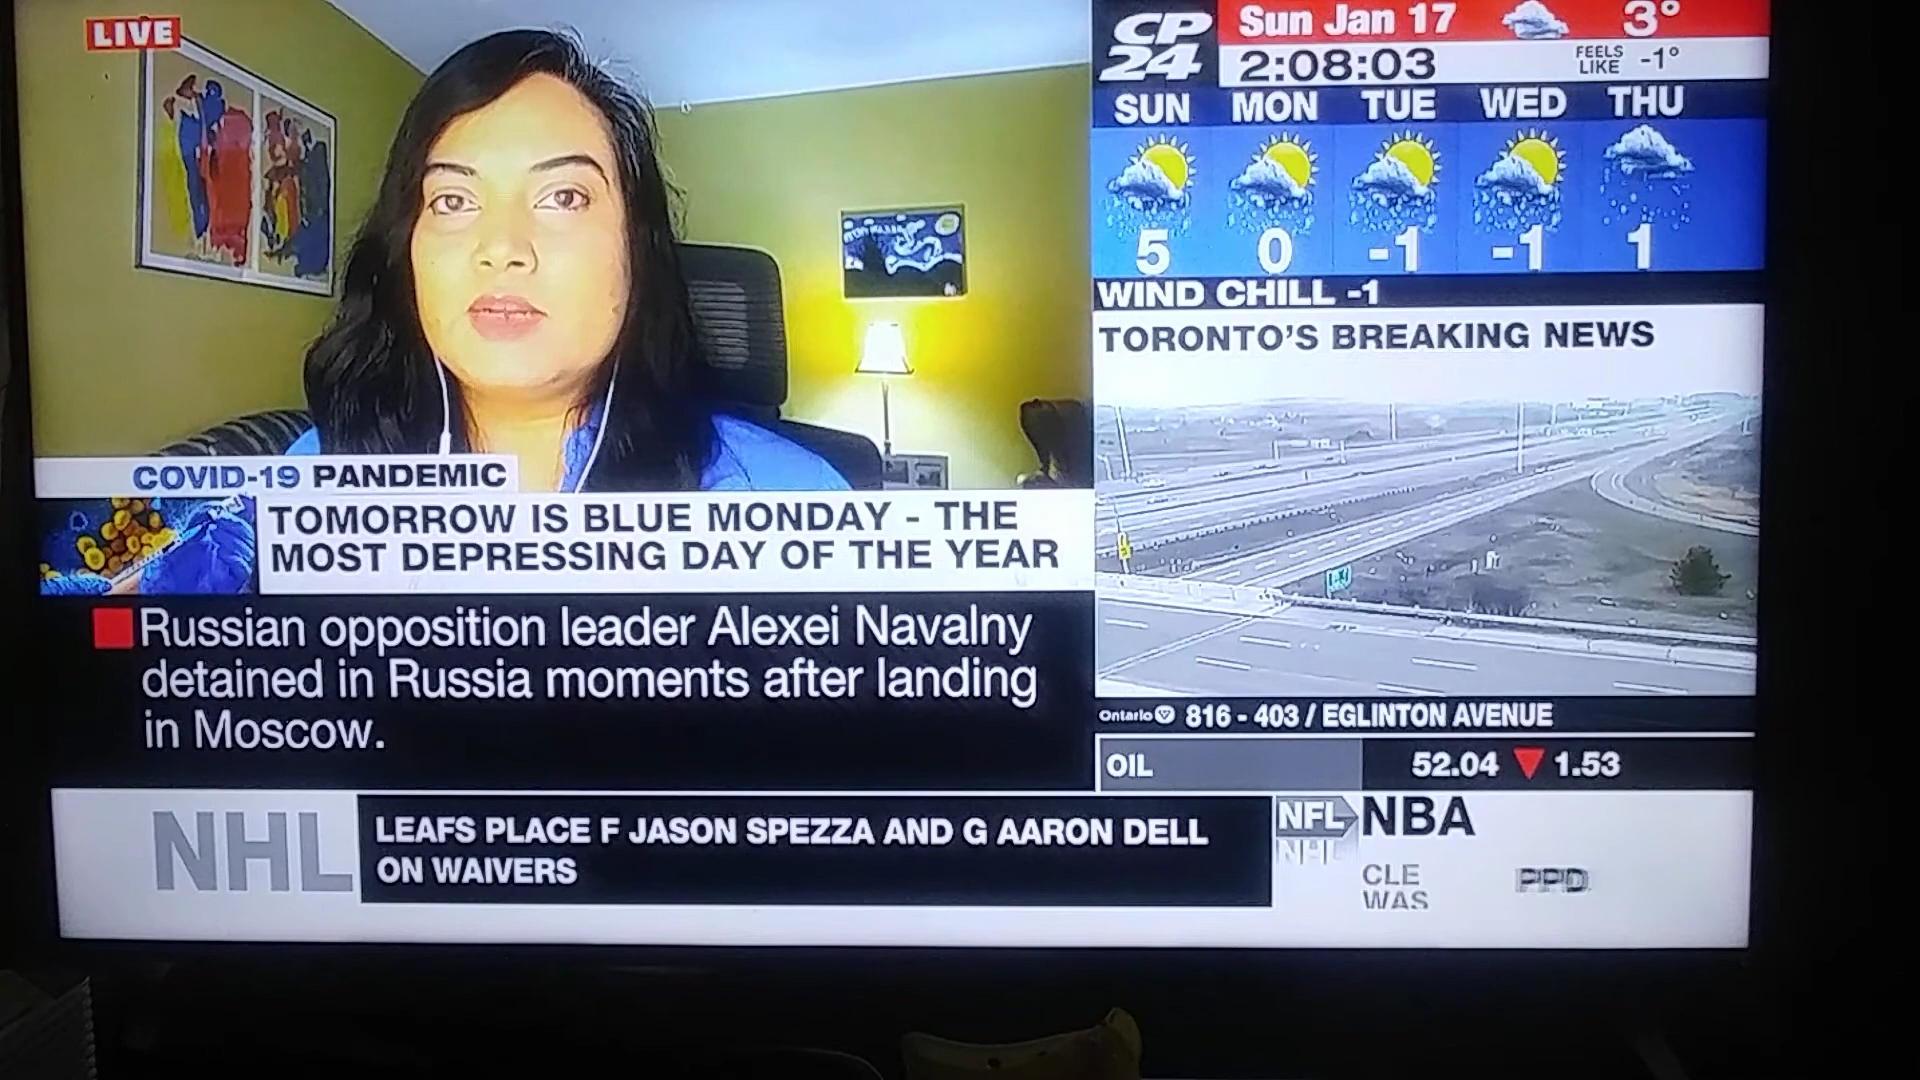 LIVE
COVID-19 PANDEMIC
TOMORROW IS BLUE MONDAY - THE
MOST DEPRESSING DAY OF THE YEAR
Russian opposition leader Alexei Navalny
detained in Russia moments after landing
in Moscow.
CP
24
Sun Jan 17 3°
2:08:03 FEELS LIKE -1°
SUN MON TUE WED THU
5 0 -1 -1 1
WIND CHILL -1
TORONTO'S BREAKING NEWS
Ontario 816 - 403 / EGLINTON AVENUE
OIL 52.04 ▼ 1.53
NHL
LEAFS PLACE F JASON SPEZZA AND G AARON DELL
ON WAIVERS
NFL
NHL
NBA
CLE
WAS
PPD